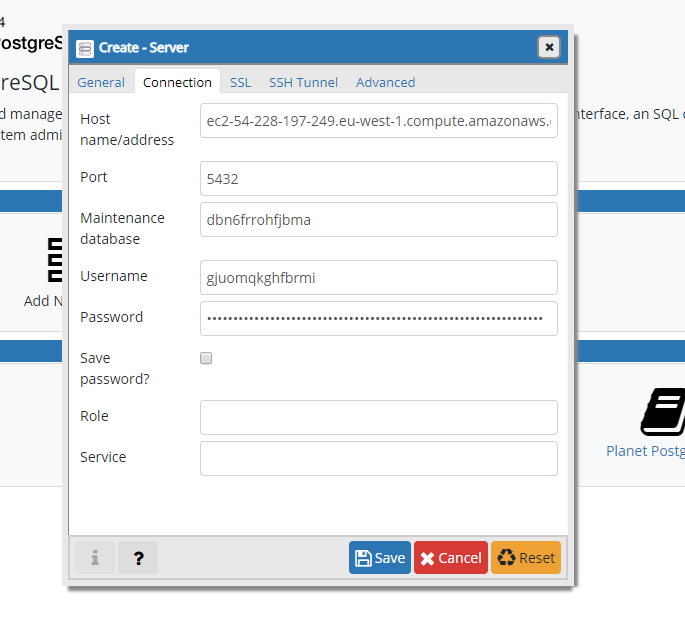 4
PostgreS
Create - Server
reSQL
General Connection SSL SSH Tunnel Advanced
d manage
nterface, an SQL
tem admi
Host name/address
ec2-54-228-197-249.eu-west-1.compute.amazonaws.
Port
5432
Maintenance database
dbn6frrohfjbma
Username
gjuomqkghfbrmi
Password
Save password?
Role
Service
Add N
Planet Postg
i
?
Save
Cancel
Reset